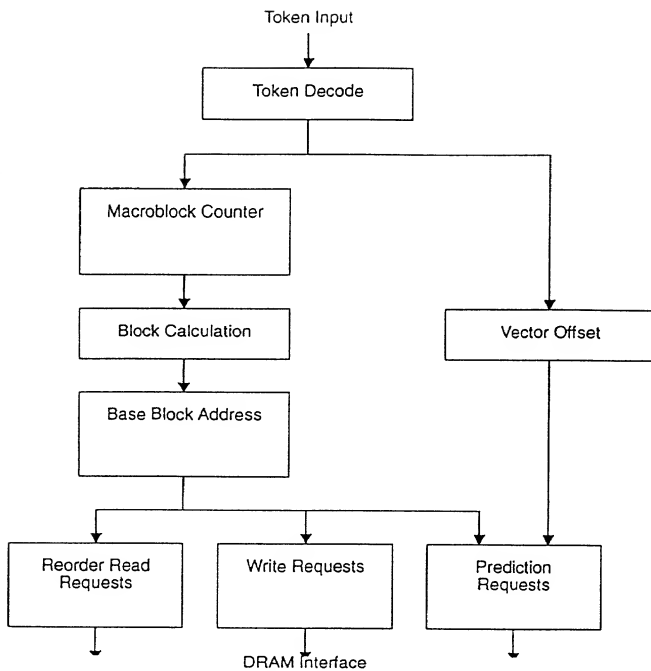 Token Input
Token Decode
Macroblock Counter
Block Calculation
Vector Offset
Base Block Address
Reorder Read
Requests
Write Requests
Prediction
Requests
DRAM Interface